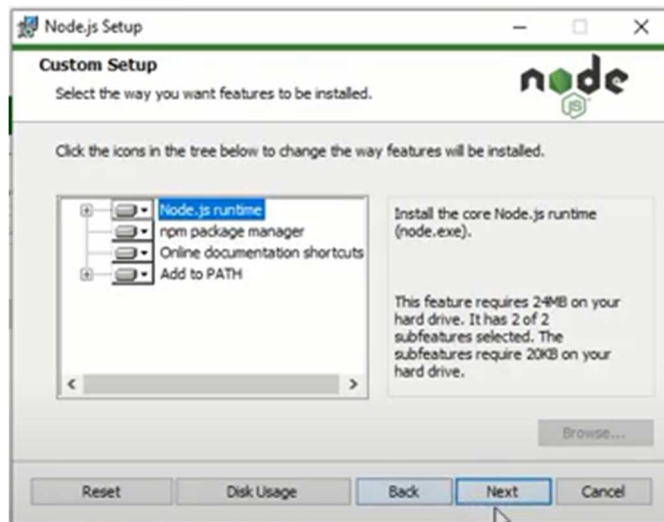 Node.js Setup
Custom Setup
Select the way you want features to be installed.
node
JS
Click the icons in the tree below to change the way features will be installed.
Node.js runtime
npm package manager
Online documentation shortcuts
Add to PATH
Install the core Node.js runtime
(node.exe).
This feature requires 24MB on your
hard drive. It has 2 of 2
subfeatures selected. The
subfeatures require 20KB on your
hard drive.
Browse...
Reset
Disk Usage
Back
Next
Cancel